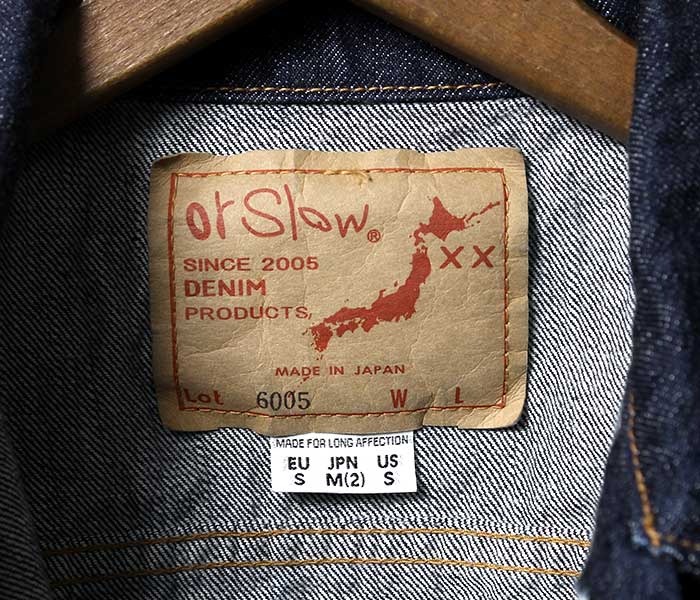 orSlow®
SINCE 2005
XX
DENIM
PRODUCTS,
MADE IN JAPAN
Lot 6005 W L
MADE FOR LONG AFFECTION
EU JPN US
S M(2) S